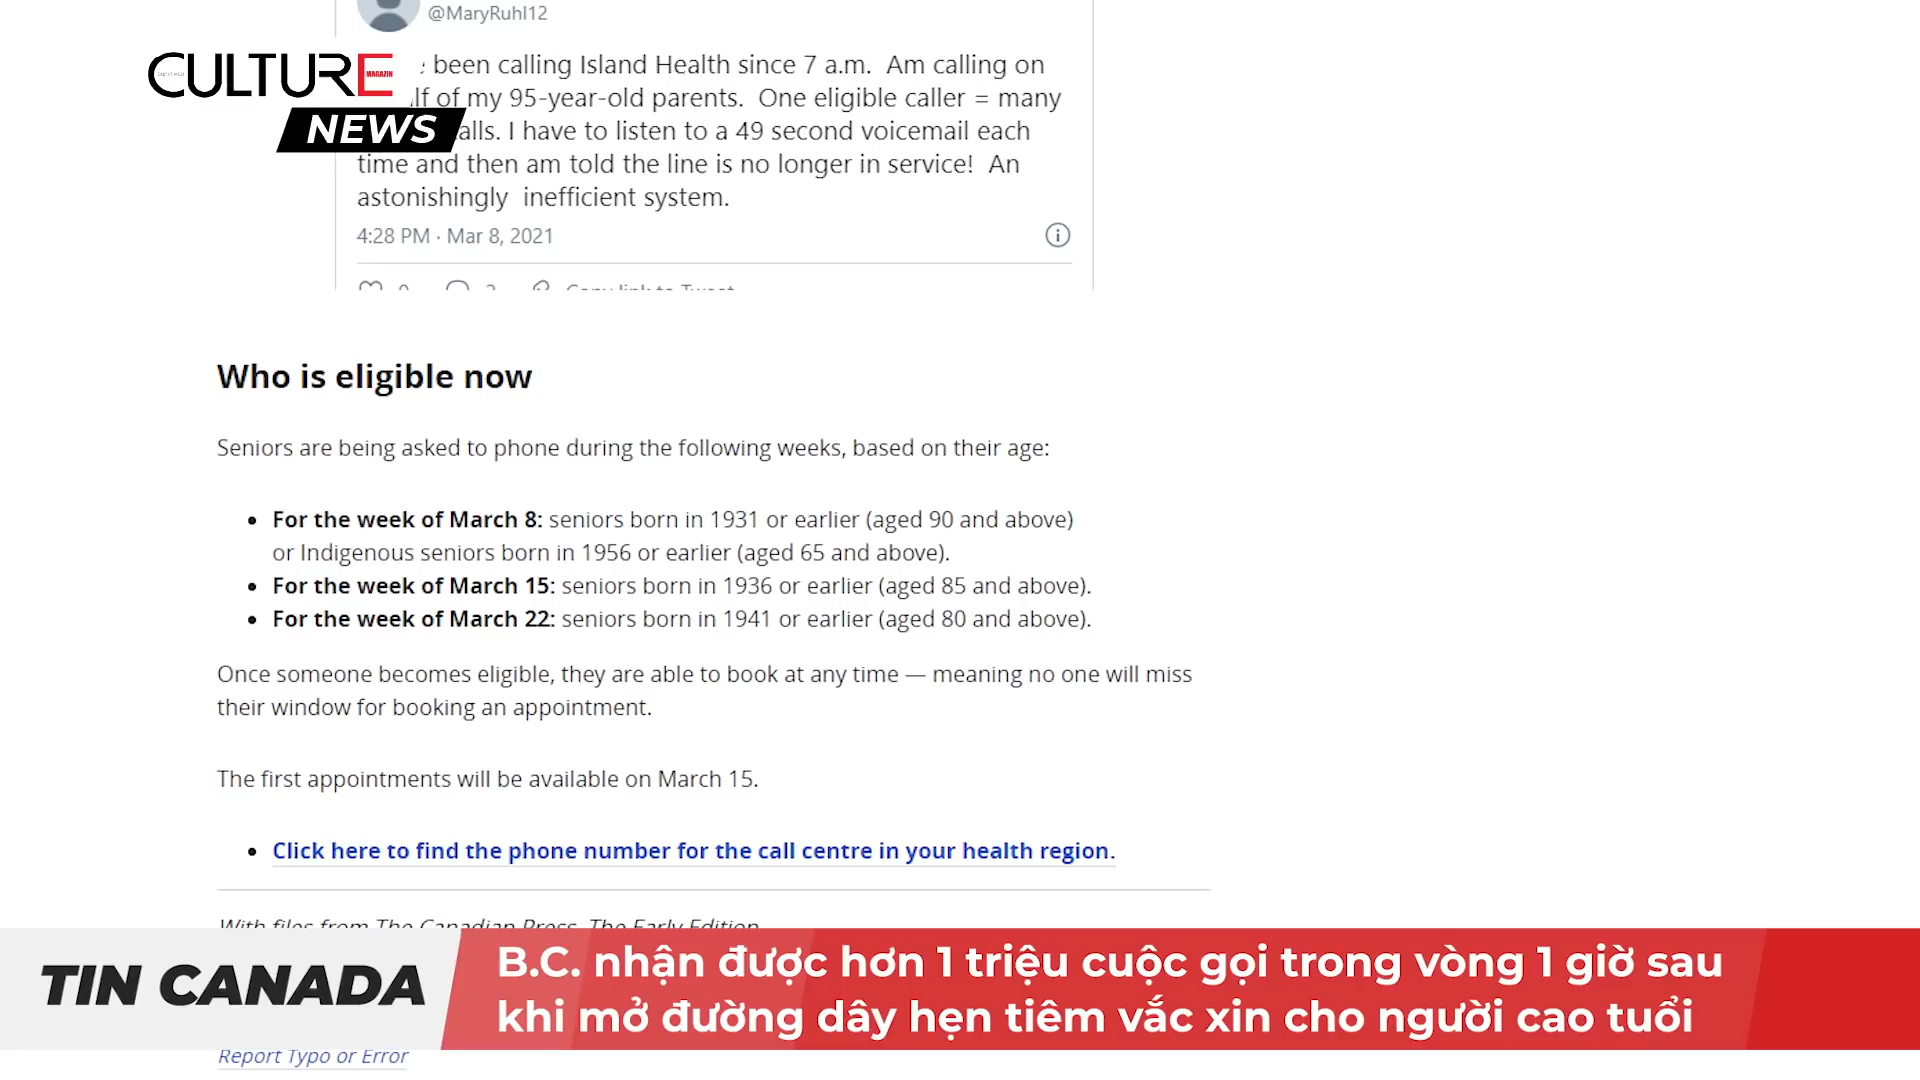 @MaryRuhl12
CULTURE
MAGAZIN
NEWS
been calling Island Health since 7 a.m. Am calling on
of my 95-year-old parents. One eligible caller = many
I have to listen to a 49 second voicemail each
time and then am told the line is no longer in service! An
astonishingly inefficient system.
4:28 PM · Mar 8, 2021
Copy link to Tweet
Who is eligible now
Seniors are being asked to phone during the following weeks, based on their age:
• For the week of March 8: seniors born in 1931 or earlier (aged 90 and above)
or Indigenous seniors born in 1956 or earlier (aged 65 and above).
• For the week of March 15: seniors born in 1936 or earlier (aged 85 and above).
• For the week of March 22: seniors born in 1941 or earlier (aged 80 and above).
Once someone becomes eligible, they are able to book at any time — meaning no one will miss
their window for booking an appointment.
The first appointments will be available on March 15.
• Click here to find the phone number for the call centre in your health region.
With files from The Canadian Press, The Early Edition
TIN CANADA
B.C. nhận được hơn 1 triệu cuộc gọi trong vòng 1 giờ sau
khi mở đường dây hẹn tiêm vắc xin cho người cao tuổi
Report Typo or Error